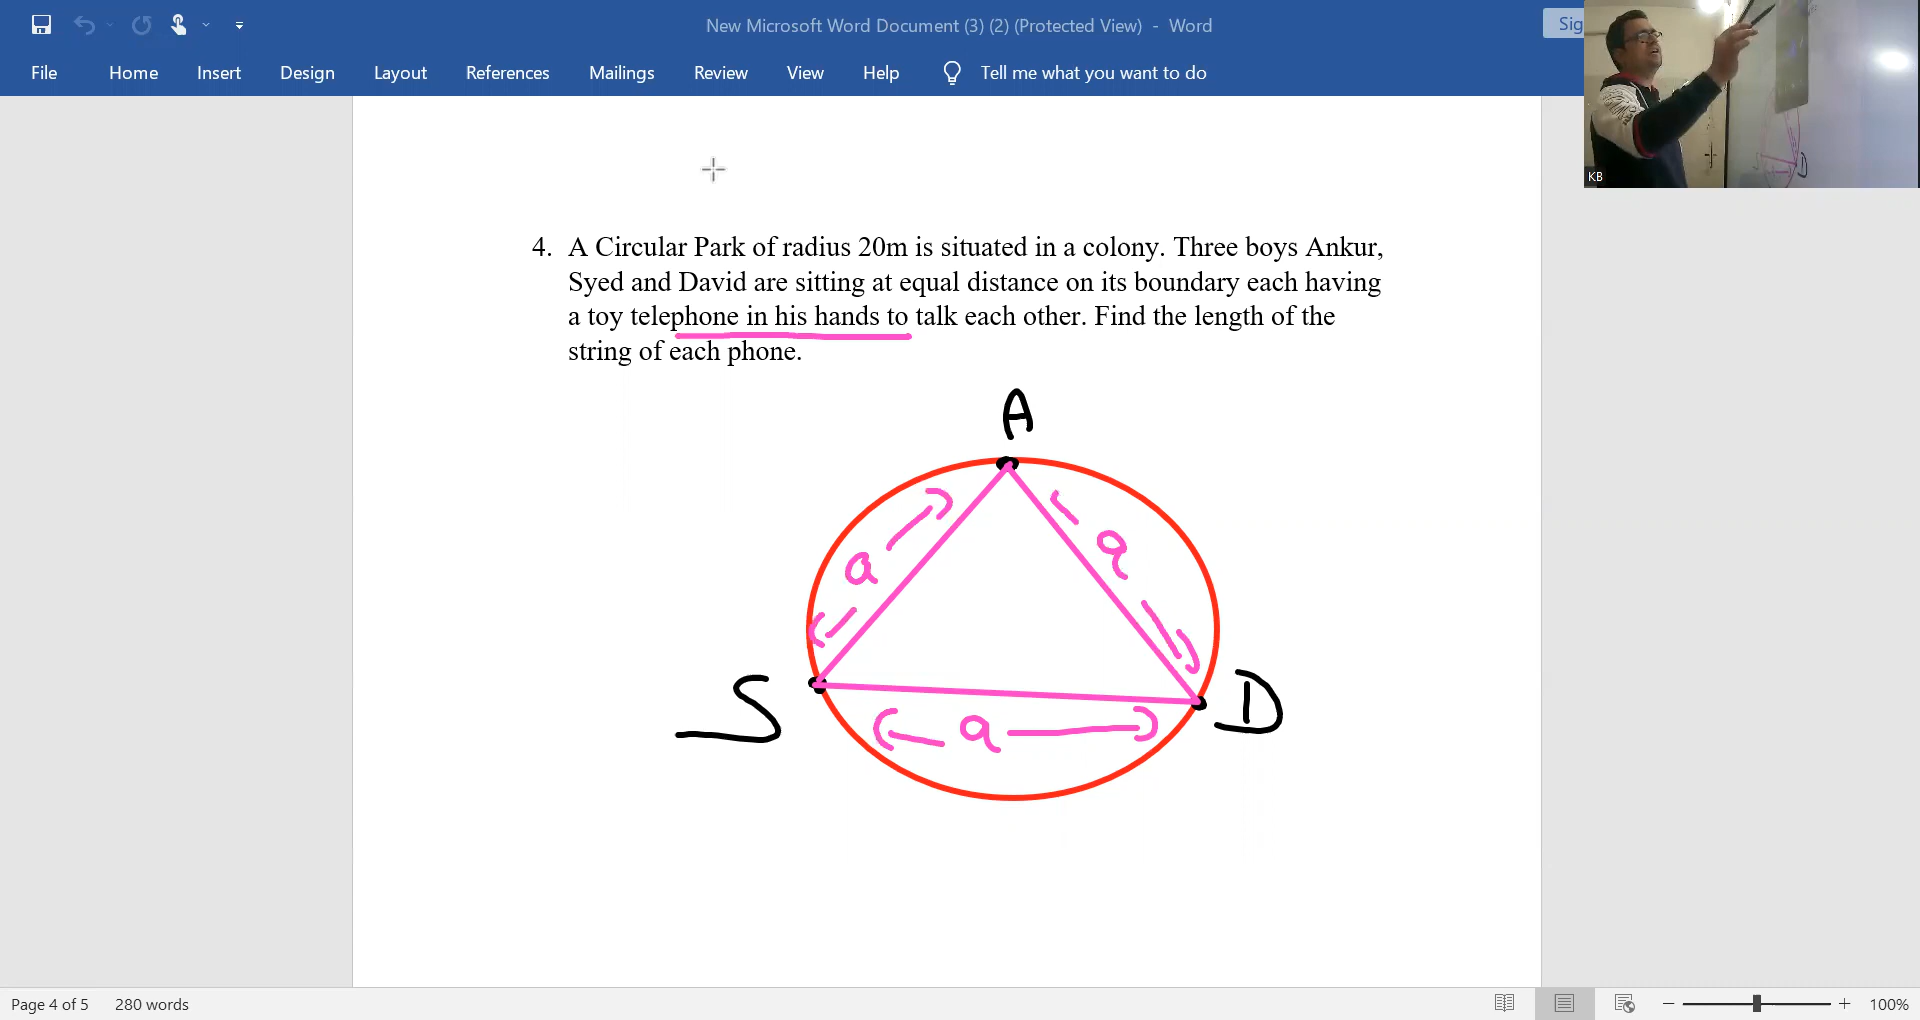 New Microsoft Word Document (3) (2) (Protected View) - Word
Sig
File Home Insert Design Layout References Mailings Review View Help Tell me what you want to do
KB
D
4. A Circular Park of radius 20m is situated in a colony. Three boys Ankur,
Syed and David are sitting at equal distance on its boundary each having
a toy telephone in his hands to talk each other. Find the length of the
string of each phone.
A
a
a
S
D
a
Page 4 of 5 280 words
100%